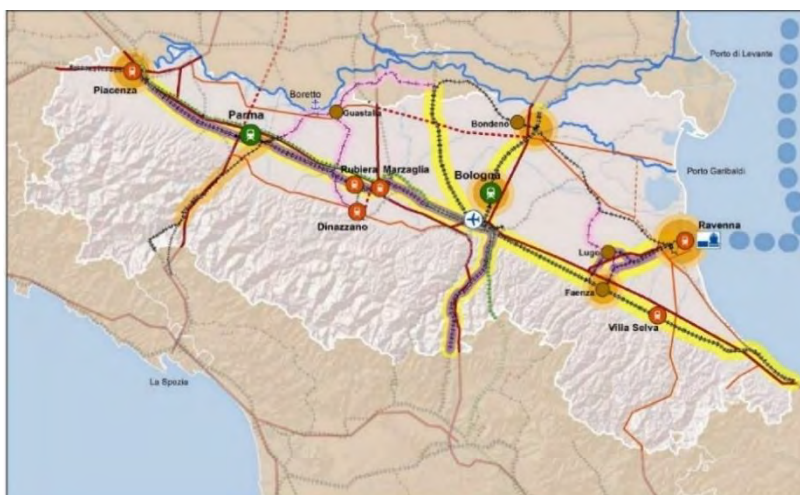 Porto di Levante
Piacenza
Boretto
Guastalla
Parma
Bondeno
Rubiera Marzaglia
Bologna
Porto Garibaldi
Dinazzano
Ravenna
Lugo
Faenza
Villa Selva
La Spezia